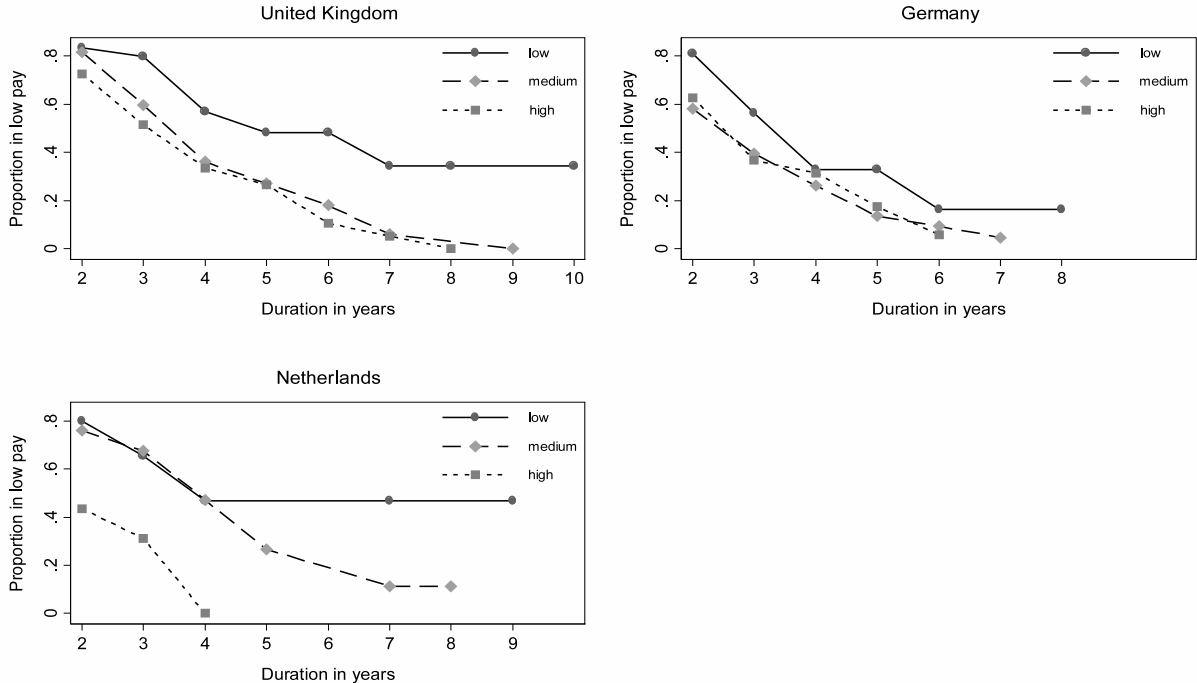 United Kingdom
Proportion in low pay
.8
.6
.4
.2
0
low
medium
high
2 3 4 5 6 7 8 9 10
Duration in years
Germany
Proportion in low pay
.8
.6
.4
.2
0
low
medium
high
2 3 4 5 6 7 8
Duration in years
Netherlands
Proportion in low pay
.8
.6
.4
.2
0
low
medium
high
2 3 4 5 6 7 8 9
Duration in years